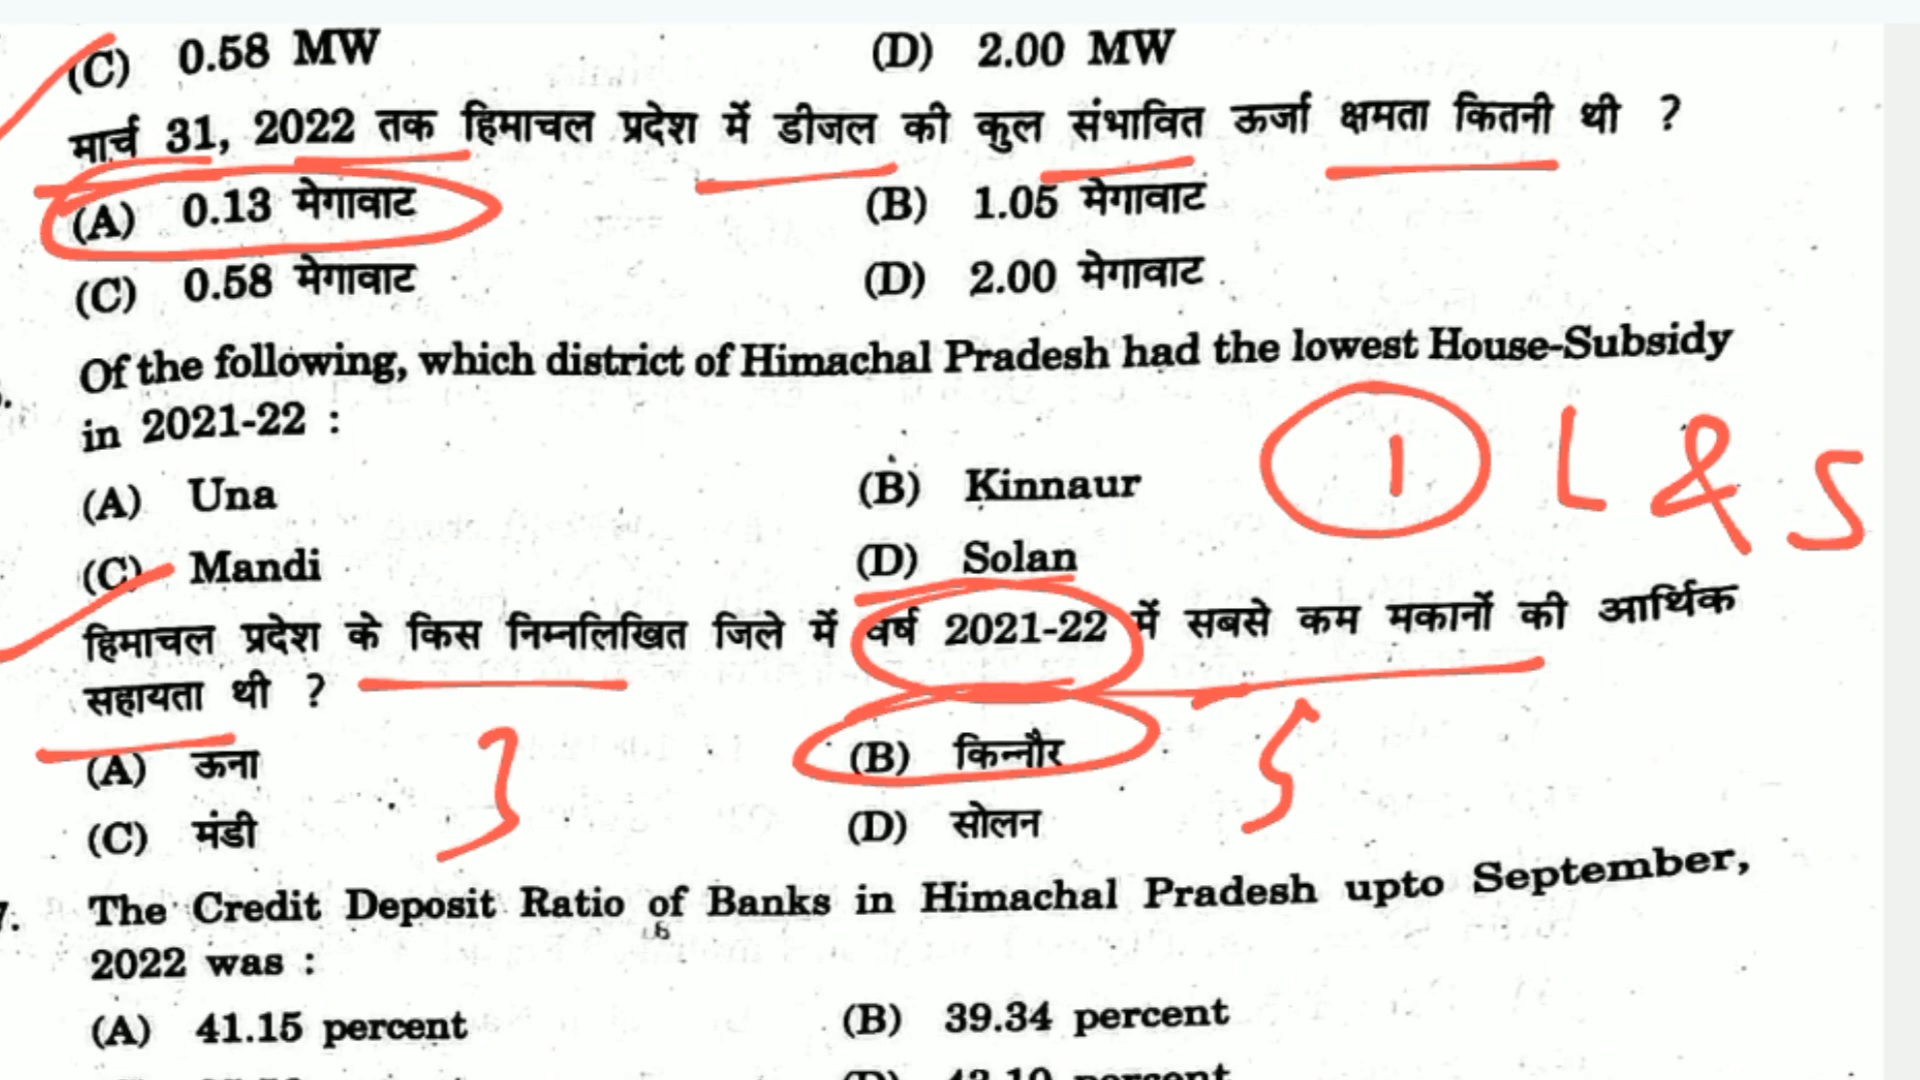 (C) 0.58 MW (D) 2.00 MW
मार्च 31, 2022 तक हिमाचल प्रदेश में डीजल की कुल संभावित ऊर्जा क्षमता कितनी थी ?
(A) 0.13 मेगावाट (B) 1.05 मेगावाट
(C) 0.58 मेगावाट (D) 2.00 मेगावाट
Of the following, which district of Himachal Pradesh had the lowest House-Subsidy
in 2021-22 :
1 L & S
(A) Una (B) Kinnaur
(C) Mandi (D) Solan
हिमाचल प्रदेश के किस निम्नलिखित जिले में वर्ष 2021-22 में सबसे कम मकानों की आर्थिक
सहायता थी ?
(A) ऊना (B) किन्नौर
(C) मंडी (D) सोलन
7. The Credit Deposit Ratio of Banks in Himachal Pradesh upto September,
2022 was :
(A) 41.15 percent (B) 39.34 percent
(D) 42.10 percent